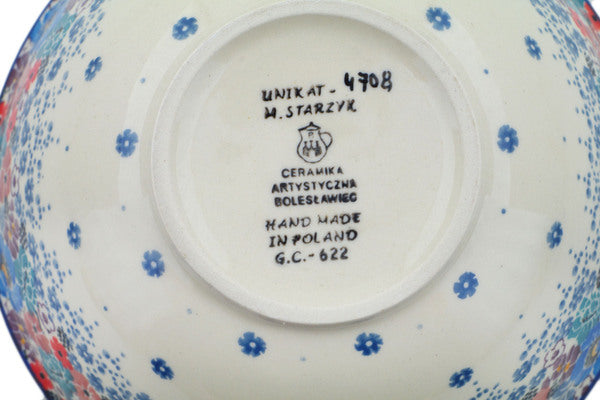 UNIKAT - 4708
M. STARZYK
CERAMIKA
ARTYSTYCZNA
BOLESŁAWIEC
HAND MADE
IN POLAND
G.C.-622